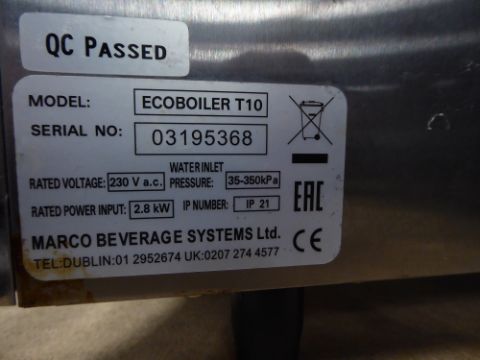 QC PASSED
MODEL: ECOBOILER T10
SERIAL NO: 03195368
WATER INLET
RATED VOLTAGE: 230 V a.c. PRESSURE: 35-350kPa
RATED POWER INPUT: 2.8 kW IP NUMBER: IP 21
EAC
MARCO BEVERAGE SYSTEMS Ltd. CE
TEL:DUBLIN:01 2952674 UK:0207 274 4577